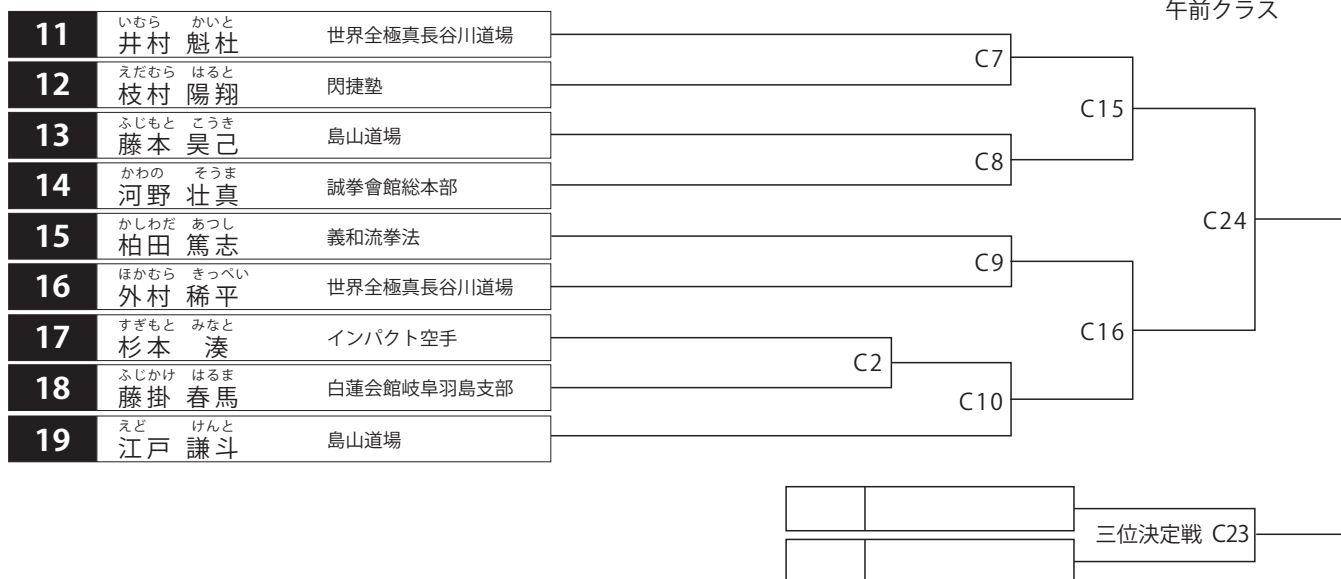 午前クラス
11 いむら かいと 井村 魁杜 世界全極真長谷川道場
12 えだむら はると 枝村 陽翔 閃捷塾
C7
13 ふじもと こうき 藤本 昊己 島山道場
C15
14 かわの そうま 河野 壮真 誠拳會館総本部
C8
15 かしわだ あつし 柏田 篤志 義和流拳法
C24
16 ほかむら きっぺい 外村 稀平 世界全極真長谷川道場
C9
17 すぎもと みなと 杉本 湊 インパクト空手
C16
18 ふじかけ はるま 藤掛 春馬 白蓮会館岐阜羽島支部
C2
C10
19 えど けんと 江戸 謙斗 島山道場
三位決定戦 C23